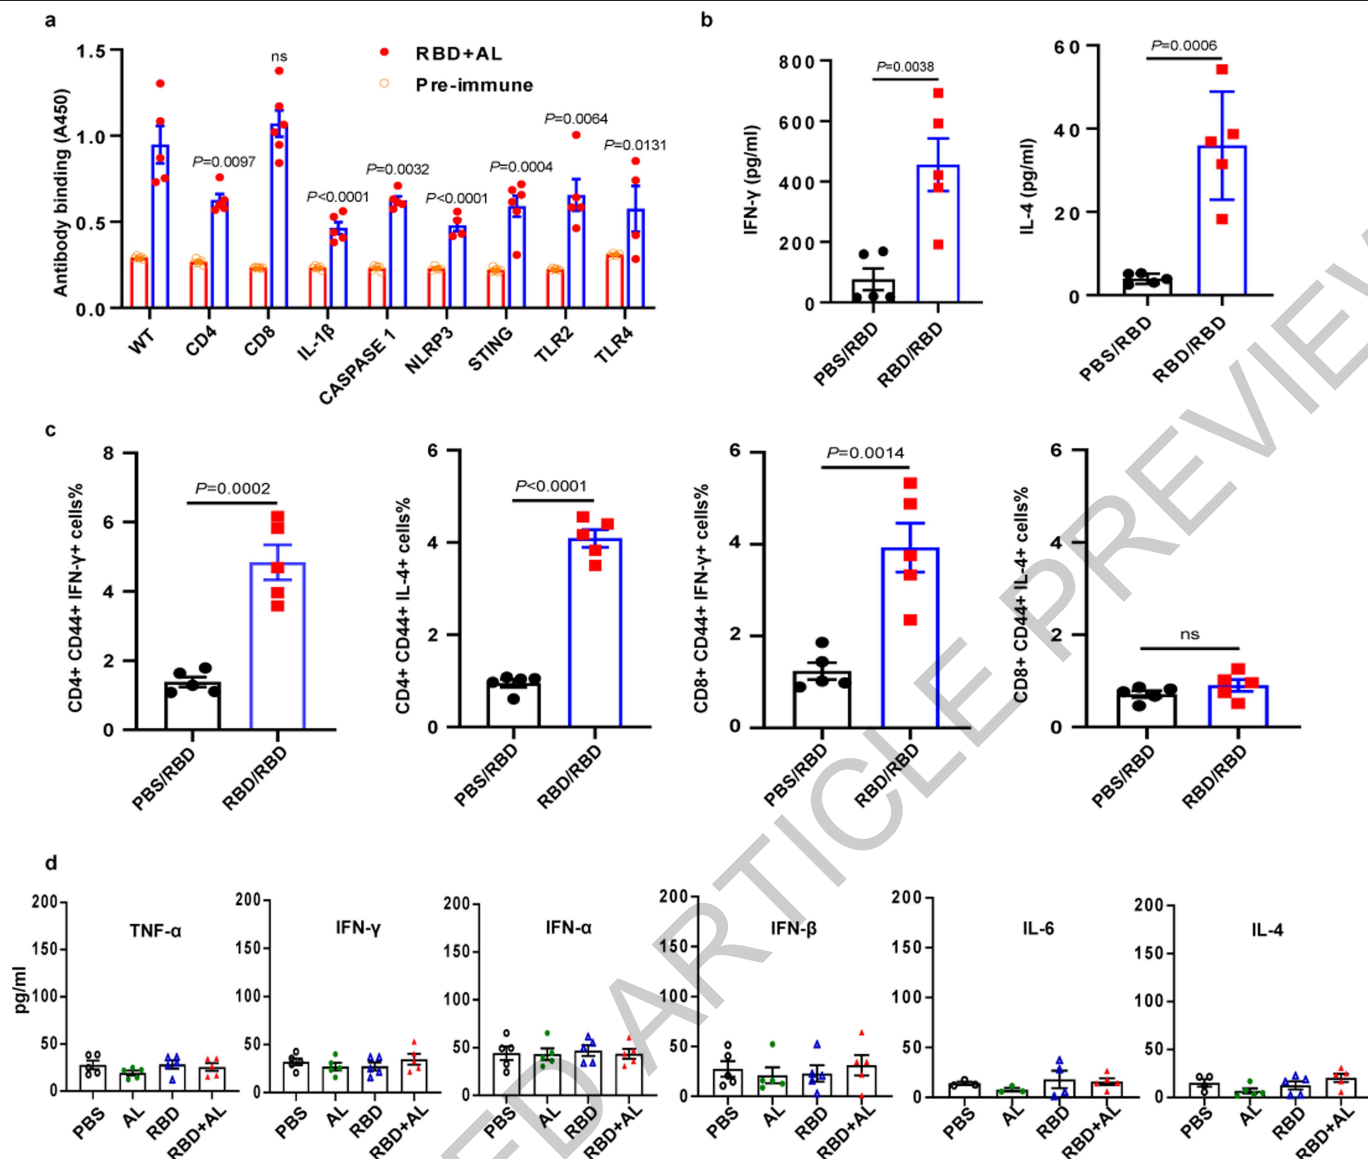 a
Antibody binding (A450)
1.5
1.0
0.5
0.0
RBD+AL
Pre-immune
ns
P=0.0097
P<0.0001
P=0.0032
P<0.0001
P=0.0004
P=0.0064
P=0.0131
WT
CD4
CD8
IL-1β
CASPASE 1
NLRP3
STING
TLR2
TLR4
b
IFN-γ (pg/ml)
800
600
400
200
0
P=0.0038
PBS/RBD
RBD/RBD
IL-4 (pg/ml)
60
40
20
0
P=0.0006
PBS/RBD
RBD/RBD
c
CD4+ CD44+ IFN-γ+ cells%
8
6
4
2
0
P=0.0002
PBS/RBD
RBD/RBD
CD4+ CD44+ IL-4+ cells%
6
4
2
0
P<0.0001
PBS/RBD
RBD/RBD
CD8+ CD44+ IFN-γ+ cells%
6
4
2
0
P=0.0014
PBS/RBD
RBD/RBD
CD8+ CD44+ IL-4+ cells%
6
4
2
0
ns
PBS/RBD
RBD/RBD
d
pg/ml
200
150
100
50
0
TNF-α
PBS
AL
RBD
RBD+AL
200
150
100
50
0
IFN-γ
PBS
AL
RBD
RBD+AL
200
150
100
50
0
IFN-α
PBS
AL
RBD
RBD+AL
200
150
100
50
0
IFN-β
PBS
AL
RBD
RBD+AL
200
150
100
50
0
IL-6
PBS
AL
RBD
RBD+AL
200
150
100
50
0
IL-4
PBS
AL
RBD
RBD+AL
ED ARTICLE PREVIEW